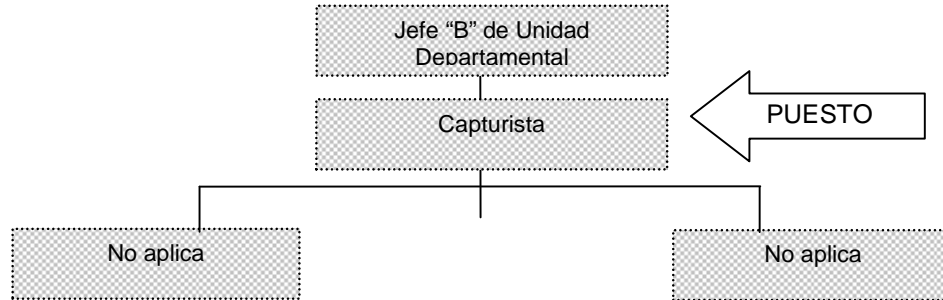 Jefe “B” de Unidad
Departamental
Capturista
PUESTO
No aplica
No aplica